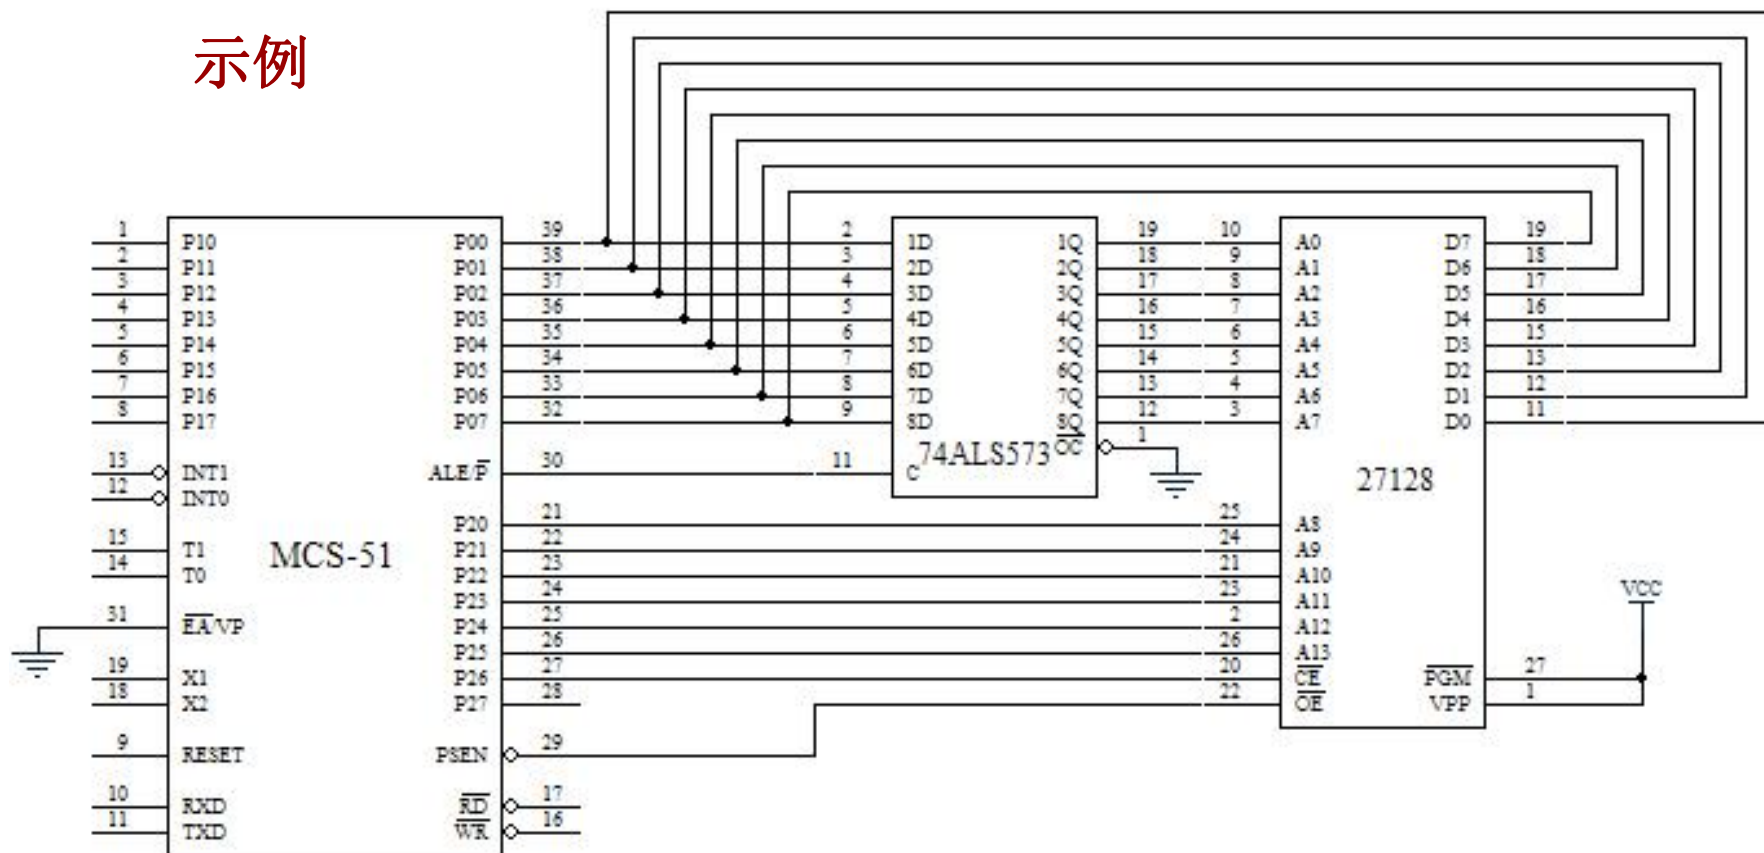 示例
1 P10 P00 39 2 1D 1Q 19 10 A0 D7 19
2 P11 P01 38 3 2D 2Q 18 9 A1 D6 18
3 P12 P02 37 4 3D 3Q 17 8 A2 D5 17
4 P13 P03 36 5 4D 4Q 16 7 A3 D4 16
5 P14 P04 35 6 5D 5Q 15 6 A4 D3 15
6 P15 P05 34 7 6D 6Q 14 5 A5 D2 13
7 P16 P06 33 8 7D 7Q 13 4 A6 D1 12
8 P17 P07 32 9 8D 8Q 12 3 A7 D0 11
74ALS573 OC 1
13 INT1 ALE/P 30 11 C 27128
12 INT0
P20 21 25 A8
15 T1 MCS-51 P21 22 24 A9
14 T0 P22 23 21 A10
P23 24 23 A11 VCC
31 EA/VP P24 25 2 A12
P25 26 26 A13
19 X1 P26 27 20 CE PGM 27
18 X2 P27 28 22 OE VPP 1
9 RESET PSEN 29
10 RXD RD 17
11 TXD WR 16